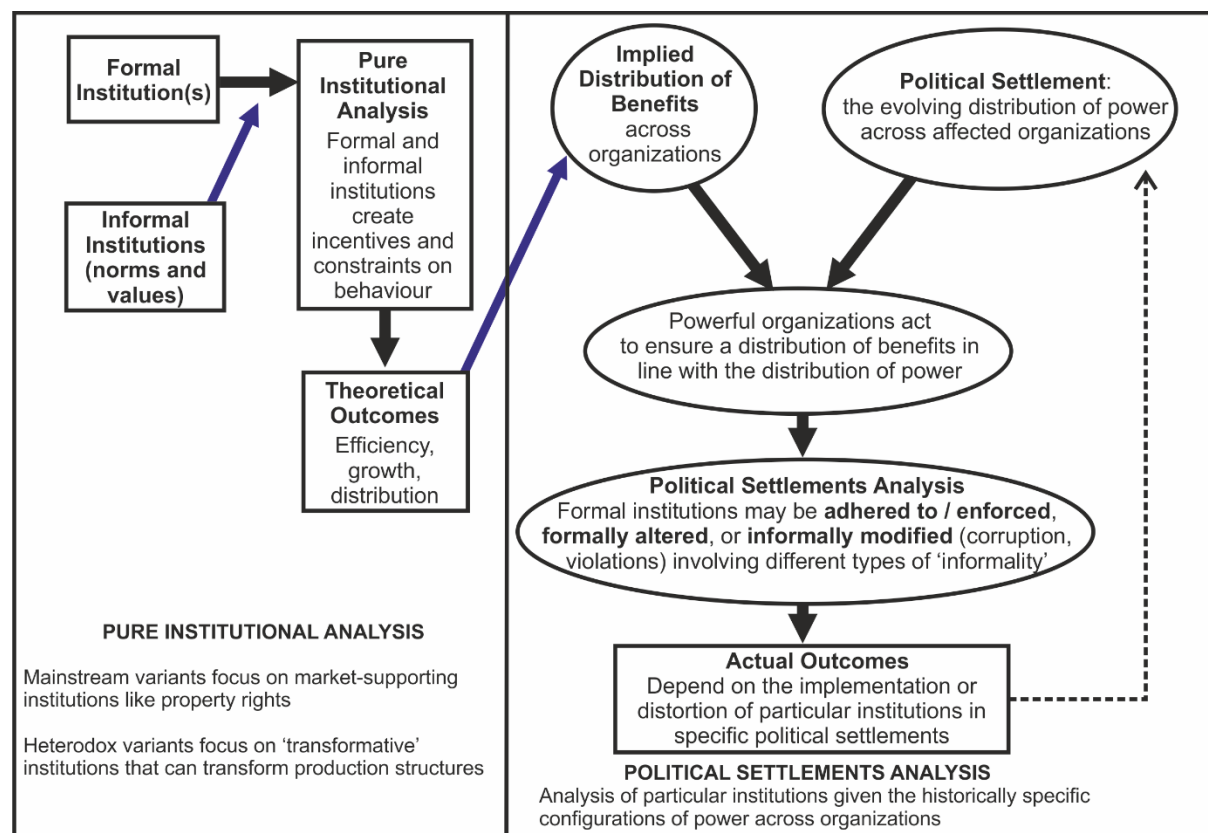 Formal
Institution(s)
Pure
Institutional
Analysis
Formal and
informal
institutions
create
incentives and
constraints on
behaviour
Informal
Institutions
(norms and
values)
Theoretical
Outcomes
Efficiency,
growth,
distribution
PURE INSTITUTIONAL ANALYSIS
Mainstream variants focus on market-supporting
institutions like property rights
Heterodox variants focus on ‘transformative’
institutions that can transform production structures
Implied
Distribution of
Benefits
across
organizations
Political Settlement:
the evolving distribution of power
across affected organizations
Powerful organizations act
to ensure a distribution of benefits in
line with the distribution of power
Political Settlements Analysis
Formal institutions may be adhered to / enforced,
formally altered, or informally modified (corruption,
violations) involving different types of ‘informality’
Actual Outcomes
Depend on the implementation or
distortion of particular institutions in
specific political settlements
POLITICAL SETTLEMENTS ANALYSIS
Analysis of particular institutions given the historically specific
configurations of power across organizations